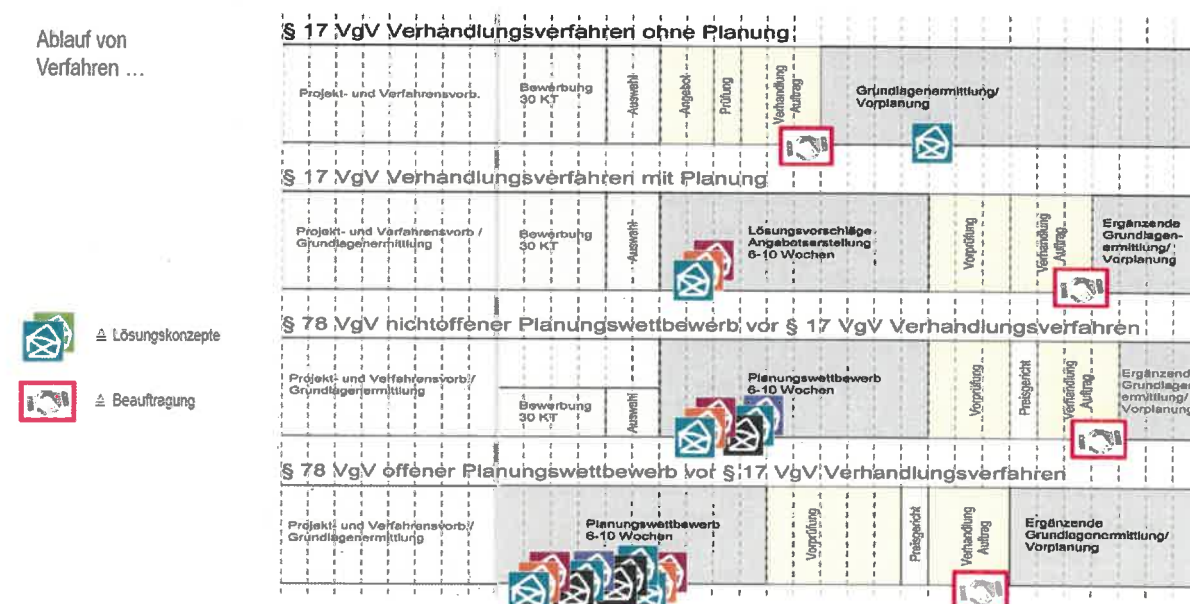 Ablauf von
Verfahren ...
§ 17 VgV Verhandlungsverfahren ohne Planung
Projekt- und Verfahrensvorb.
Bewerbung
30 KT
Auswahl
Angebot
Prüfung
Verhandlung
Auftrag
Grundlagenermittlung/
Vorplanung
§ 17 VgV Verhandlungsverfahren mit Planung
Projekt- und Verfahrensvorb /
Grundlagenermittlung
Bewerbung
30 KT
Auswahl
Lösungsvorschläge
Angebotserstellung
6-10 Wochen
Vorprüfung
Verhandlung
Auftrag
Ergänzende
Grundlagen-
ermittlung/
Vorplanung
≙ Lösungskonzepte
≙ Beauftragung
§ 78 VgV nichtoffener Planungswettbewerb vor § 17 VgV Verhandlungsverfahren
Projekt- und Verfahrensvorb./
Grundlagenermittlung
Bewerbung
30 KT
Auswahl
Planungswettbewerb
6-10 Wochen
Vorprüfung
Preisgericht
Verhandlung
Auftrag
Ergänzend
Grundlagen
ermittlung/
Vorplanung
§ 78 VgV offener Planungswettbewerb vor § 17 VgV Verhandlungsverfahren
Projekt- und Verfahrensvorb./
Grundlagenermittlung
Planungswettbewerb
6-10 Wochen
Vorprüfung
Preisgericht
Verhandlung
Auftrag
Ergänzende
Grundlagenermittlung/
Vorplanung